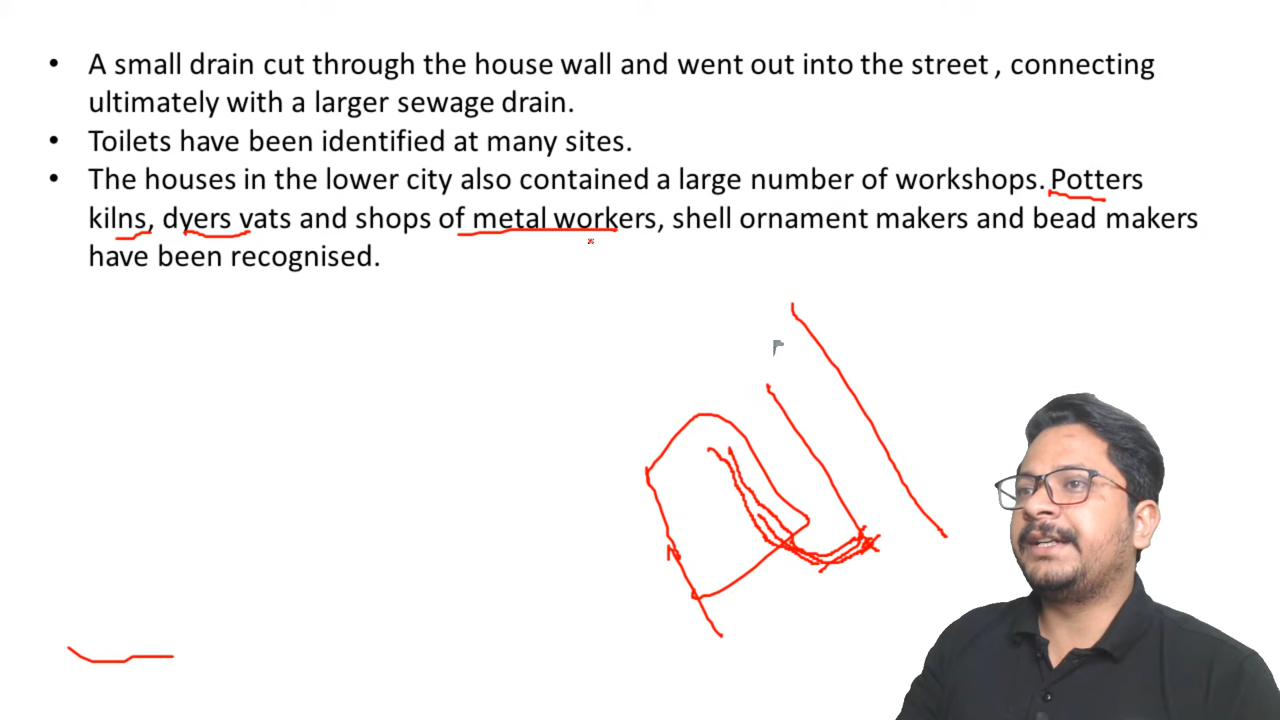 • A small drain cut through the house wall and went out into the street , connecting
ultimately with a larger sewage drain.
• Toilets have been identified at many sites.
• The houses in the lower city also contained a large number of workshops. Potters
kilns, dyers vats and shops of metal workers, shell ornament makers and bead makers
have been recognised.